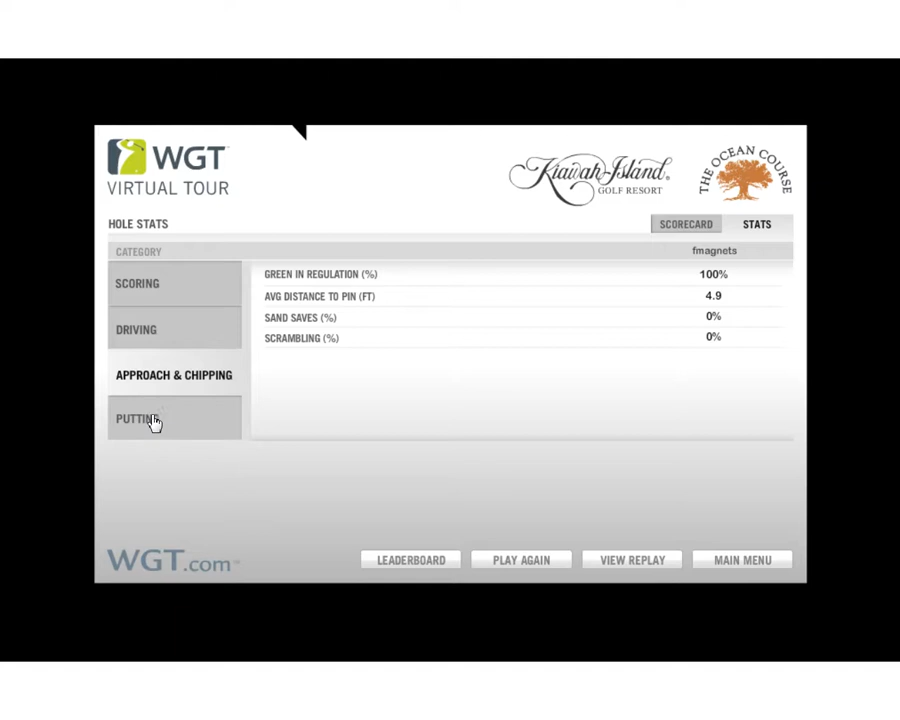 WGT
VIRTUAL TOUR
Kiawah Island
GOLF RESORT
THE OCEAN COURSE
HOLE STATS
SCORECARD
STATS
CATEGORY
fmagnets
SCORING
DRIVING
APPROACH & CHIPPING
PUTTING
GREEN IN REGULATION (%) 100%
AVG DISTANCE TO PIN (FT) 4.9
SAND SAVES (%) 0%
SCRAMBLING (%) 0%
WGT.com
LEADERBOARD
PLAY AGAIN
VIEW REPLAY
MAIN MENU